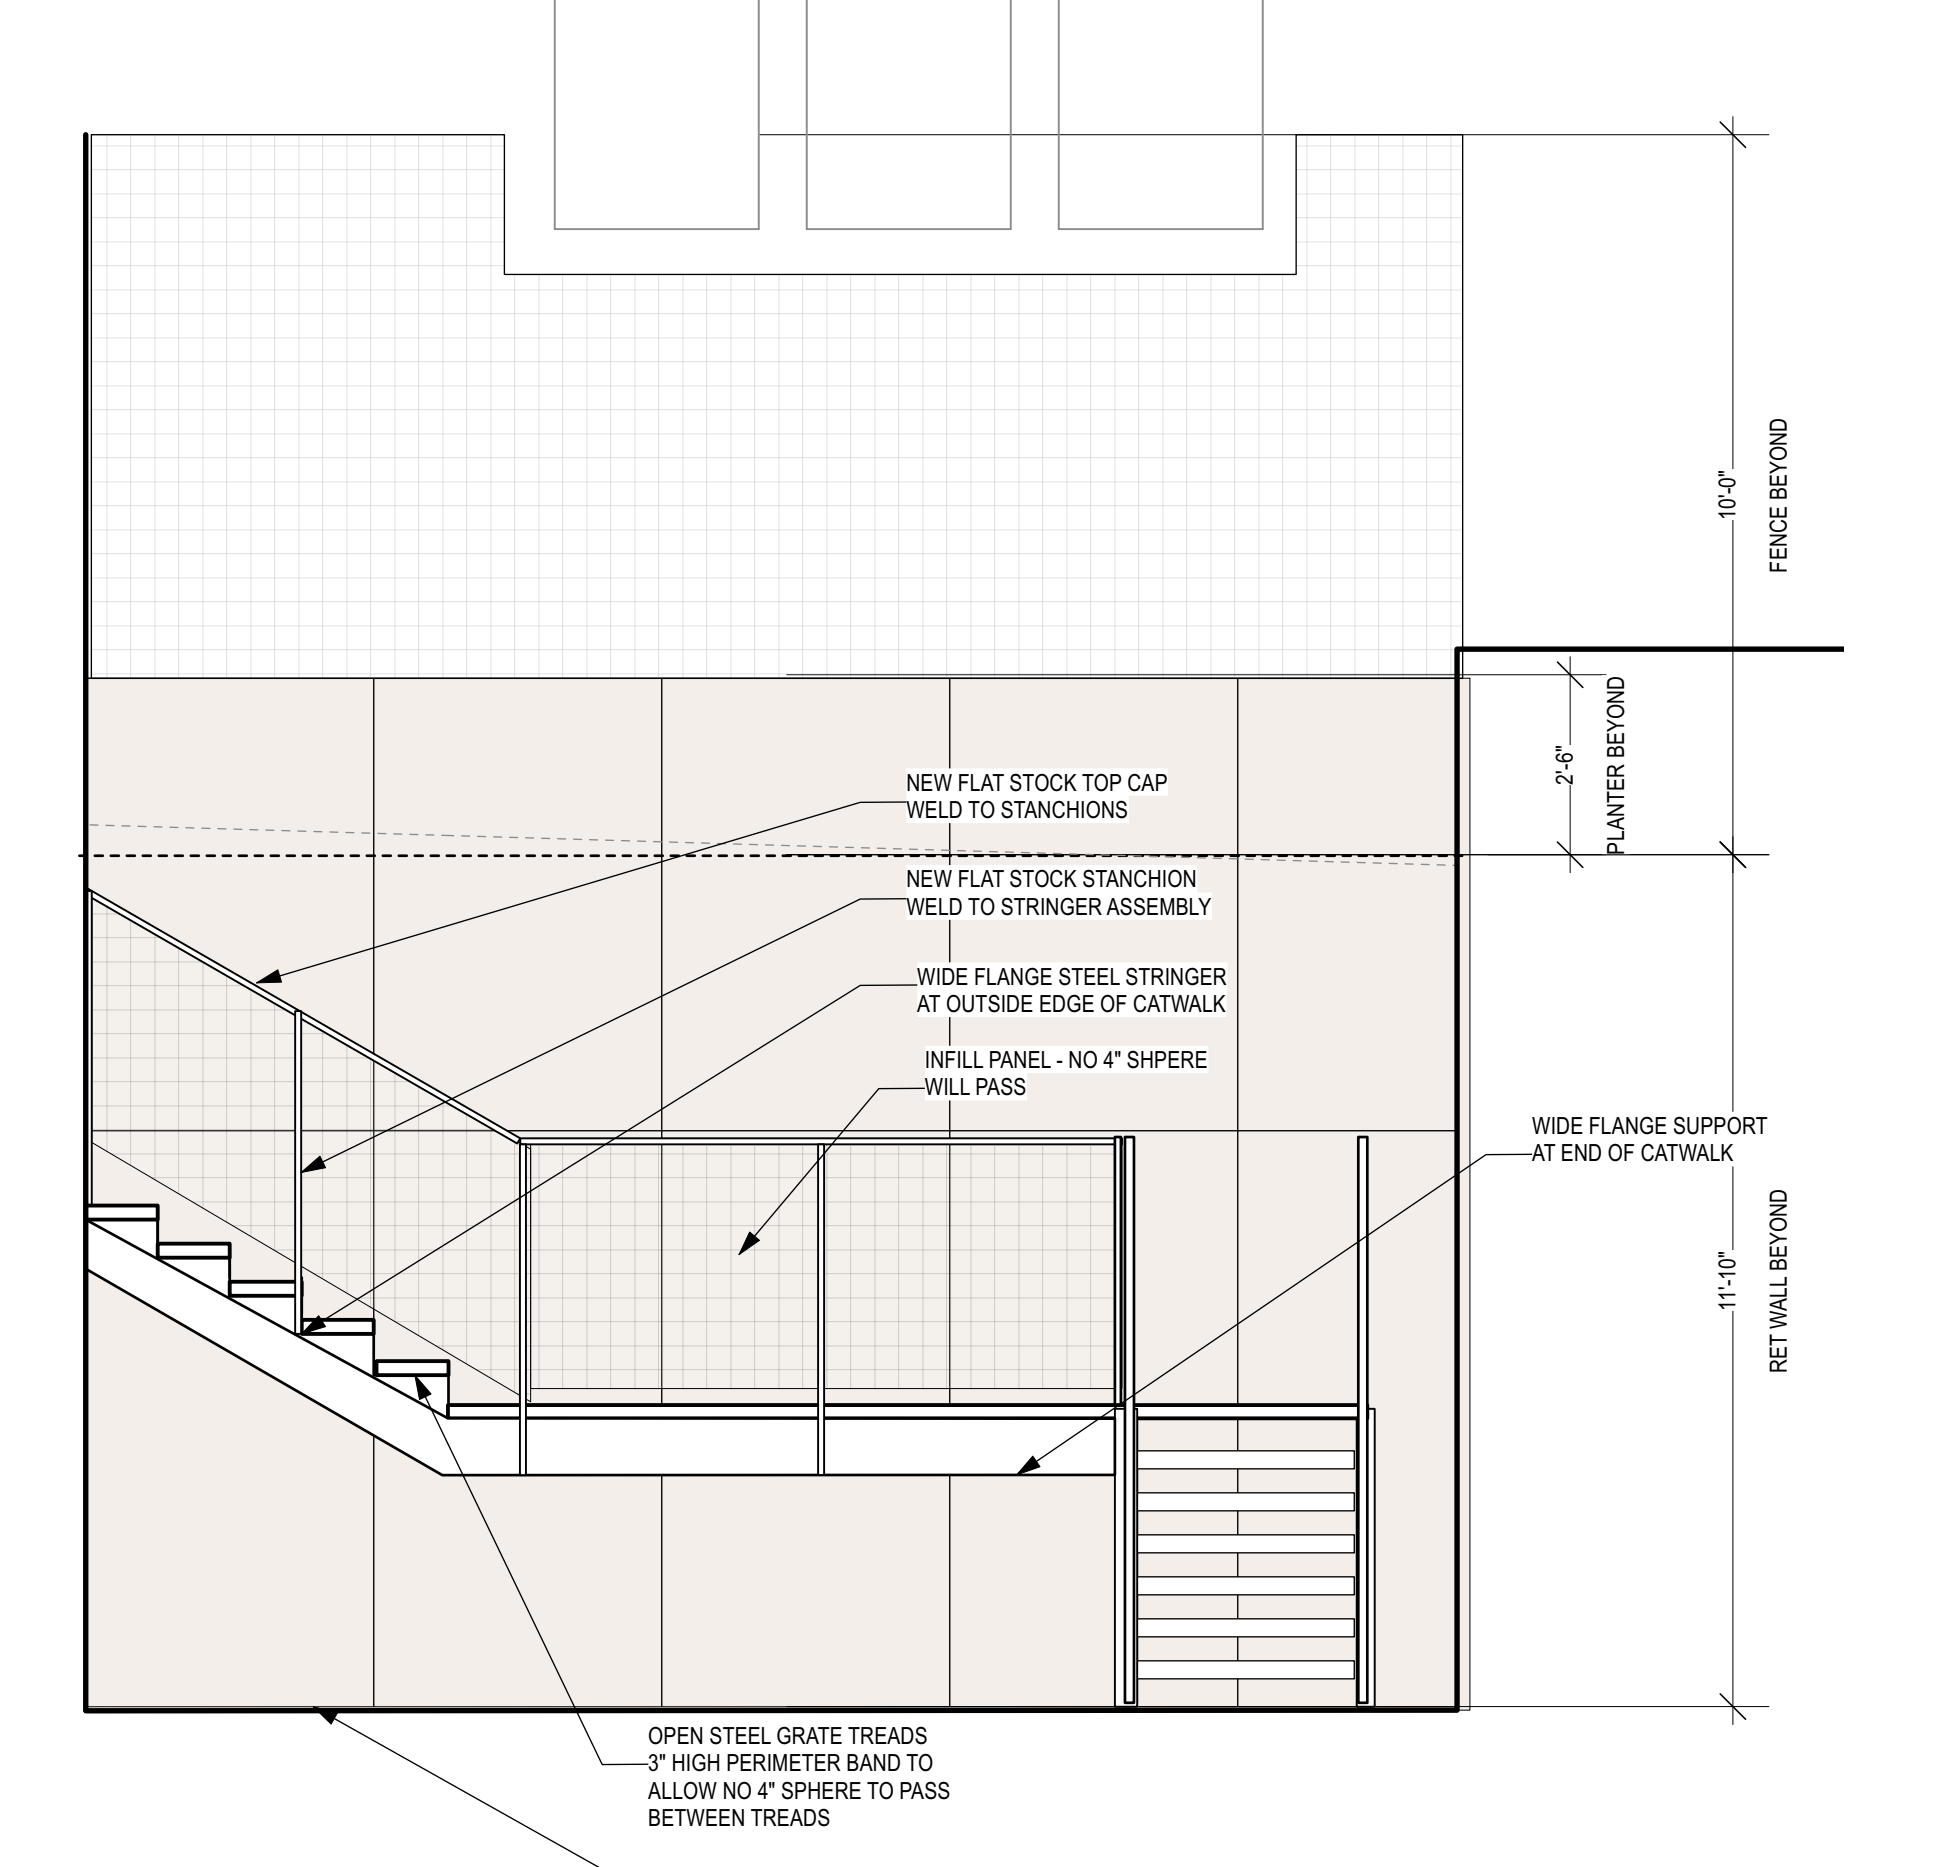 10'-0"
FENCE BEYOND
2'-6"
PLANTER BEYOND
NEW FLAT STOCK TOP CAP
WELD TO STANCHIONS
NEW FLAT STOCK STANCHION
WELD TO STRINGER ASSEMBLY
WIDE FLANGE STEEL STRINGER
AT OUTSIDE EDGE OF CATWALK
INFILL PANEL - NO 4" SHPERE
WILL PASS
WIDE FLANGE SUPPORT
AT END OF CATWALK
11'-10"
RET WALL BEYOND
OPEN STEEL GRATE TREADS
3" HIGH PERIMETER BAND TO
ALLOW NO 4" SPHERE TO PASS
BETWEEN TREADS